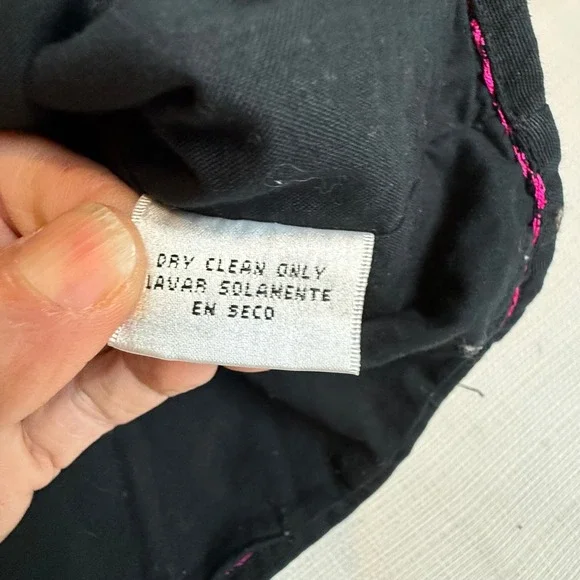 DRY CLEAN ONLY
LAVAR SOLAMENTE
EN SECO